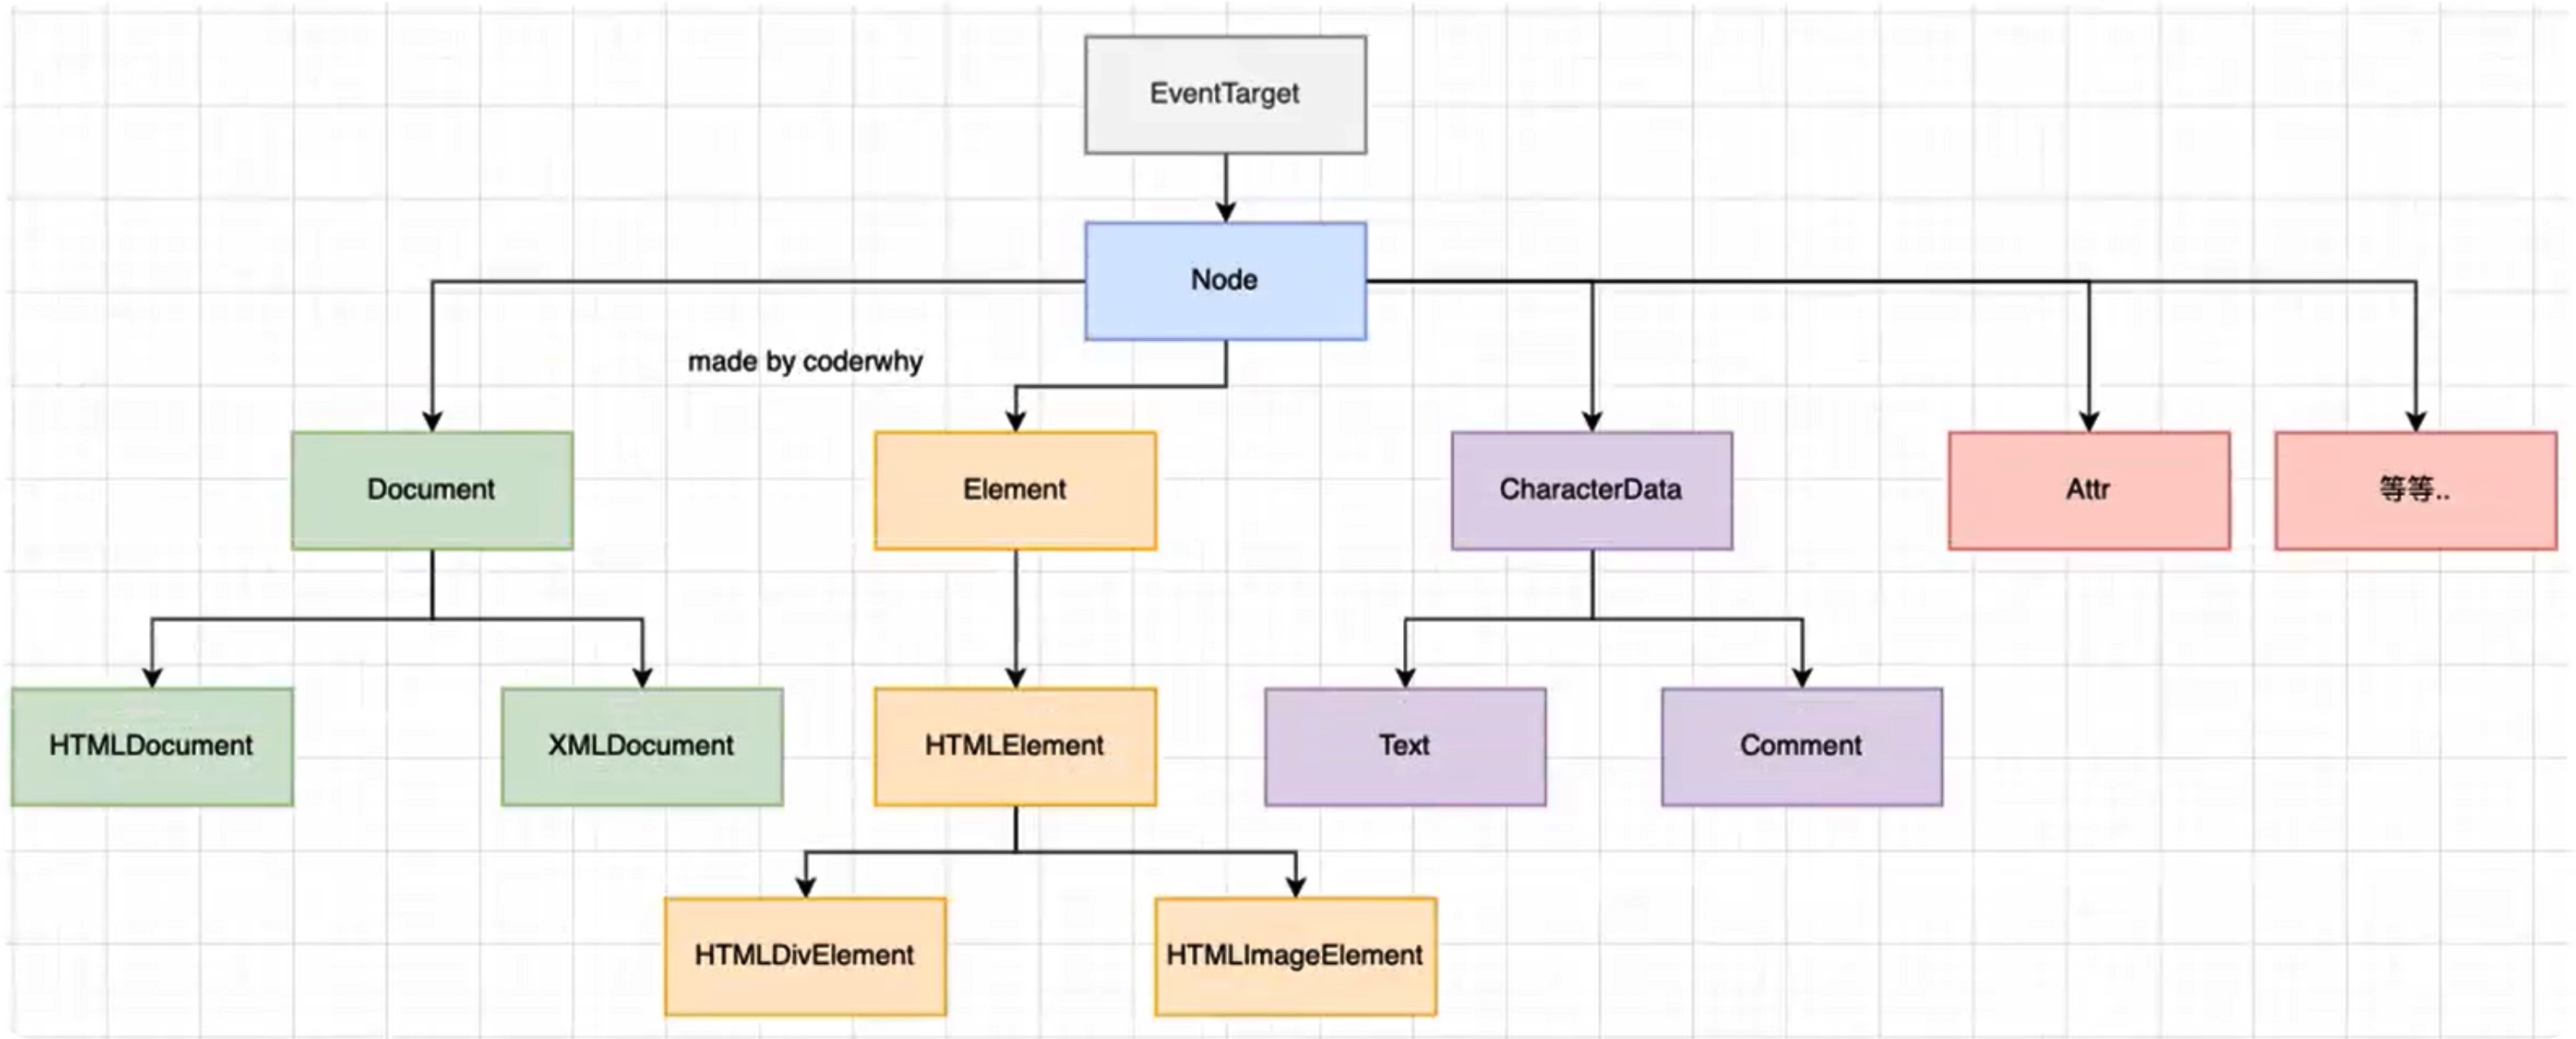 EventTarget
Node
made by coderwhy
Document
Element
CharacterData
Attr
等等..
HTMLDocument
XMLDocument
HTMLElement
Text
Comment
HTMLDivElement
HTMLImageElement